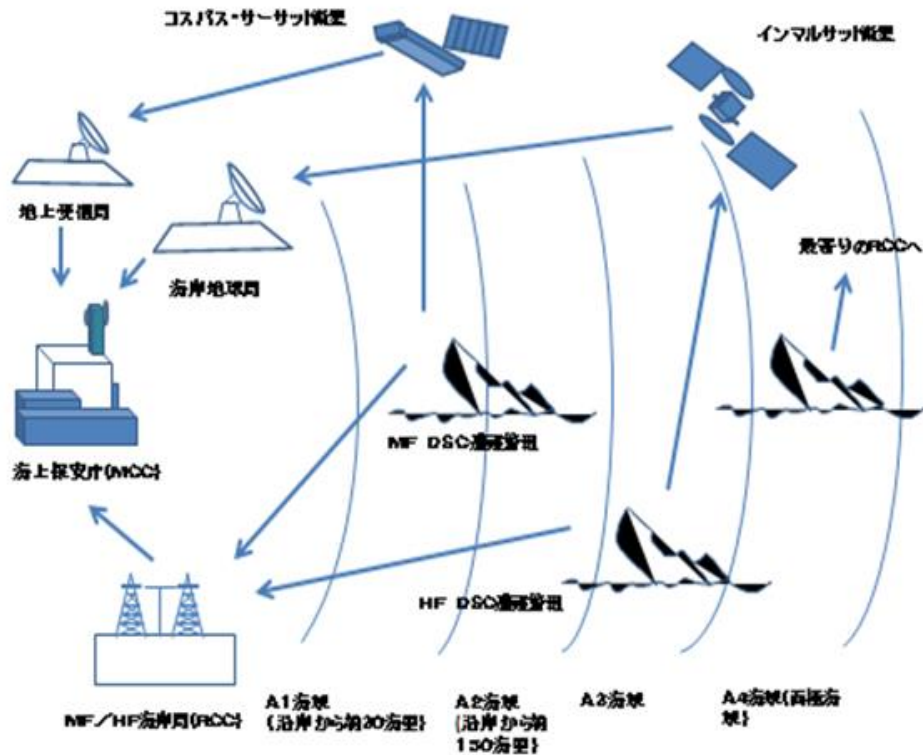 コスパス・サーサット衛星
インマルサット衛星
地上受信局
海岸地球局
最寄りのRCCへ
海上保安庁(MCC)
MF DSC遭難警報
HF DSC遭難警報
MF/HF海岸局(RCC)
A1海域
(沿岸から約20海里)
A2海域
(沿岸から約
150海里)
A3海域
A4海域(両極海
域)